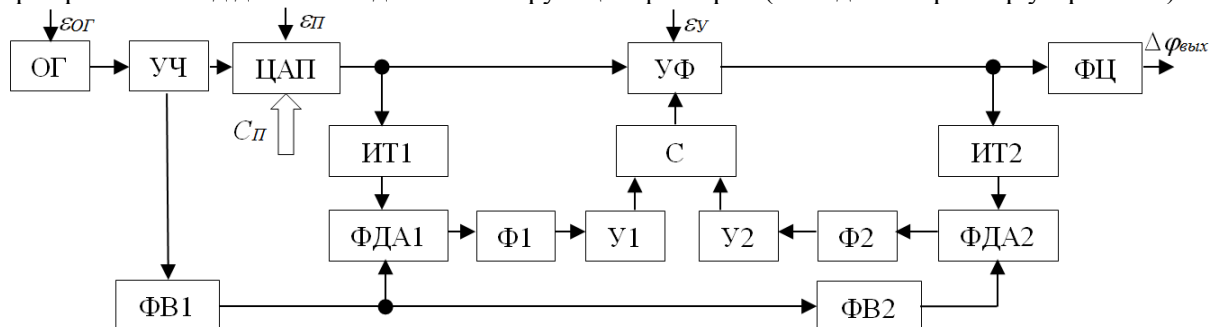 εОГ
εП
εУ
Δφвых
ОГ
УЧ
ЦАП
УФ
ФЦ
СП
ИТ1
С
ИТ2
ФДА1
Ф1
У1
У2
Ф2
ФДА2
ФВ1
ФВ2